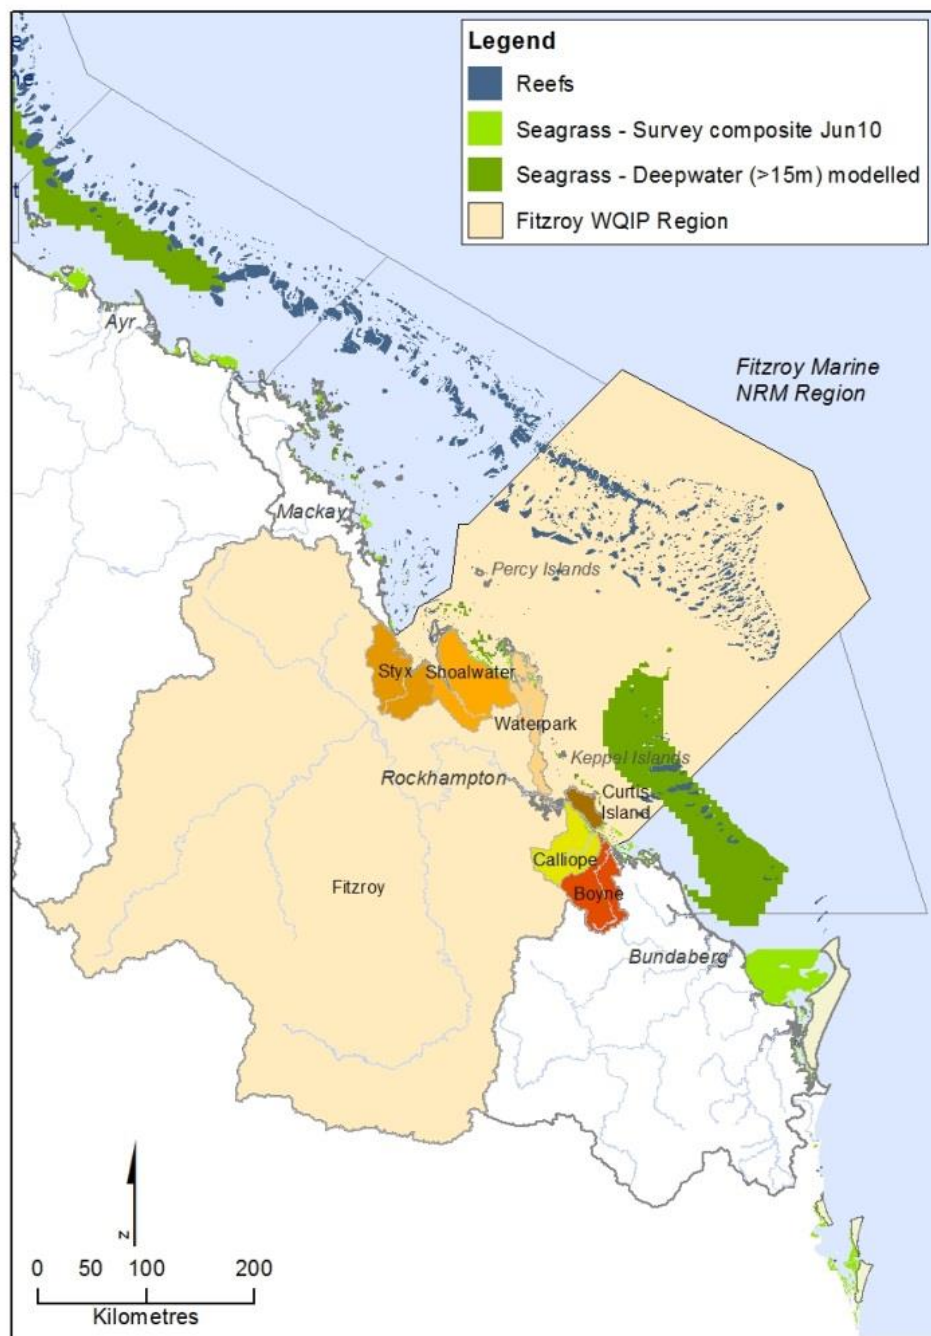 e
ne
t
Legend
Reefs
Seagrass - Survey composite Jun10
Seagrass - Deepwater (>15m) modelled
Fitzroy WQIP Region
Ayr
Fitzroy Marine
NRM Region
Mackay
Percy Islands
Styx
Shoalwater
Waterpark
Keppel Islands
Rockhampton
Curtis
Island
Calliope
Fitzroy
Boyne
Bundaberg
N
0 50 100 200
Kilometres